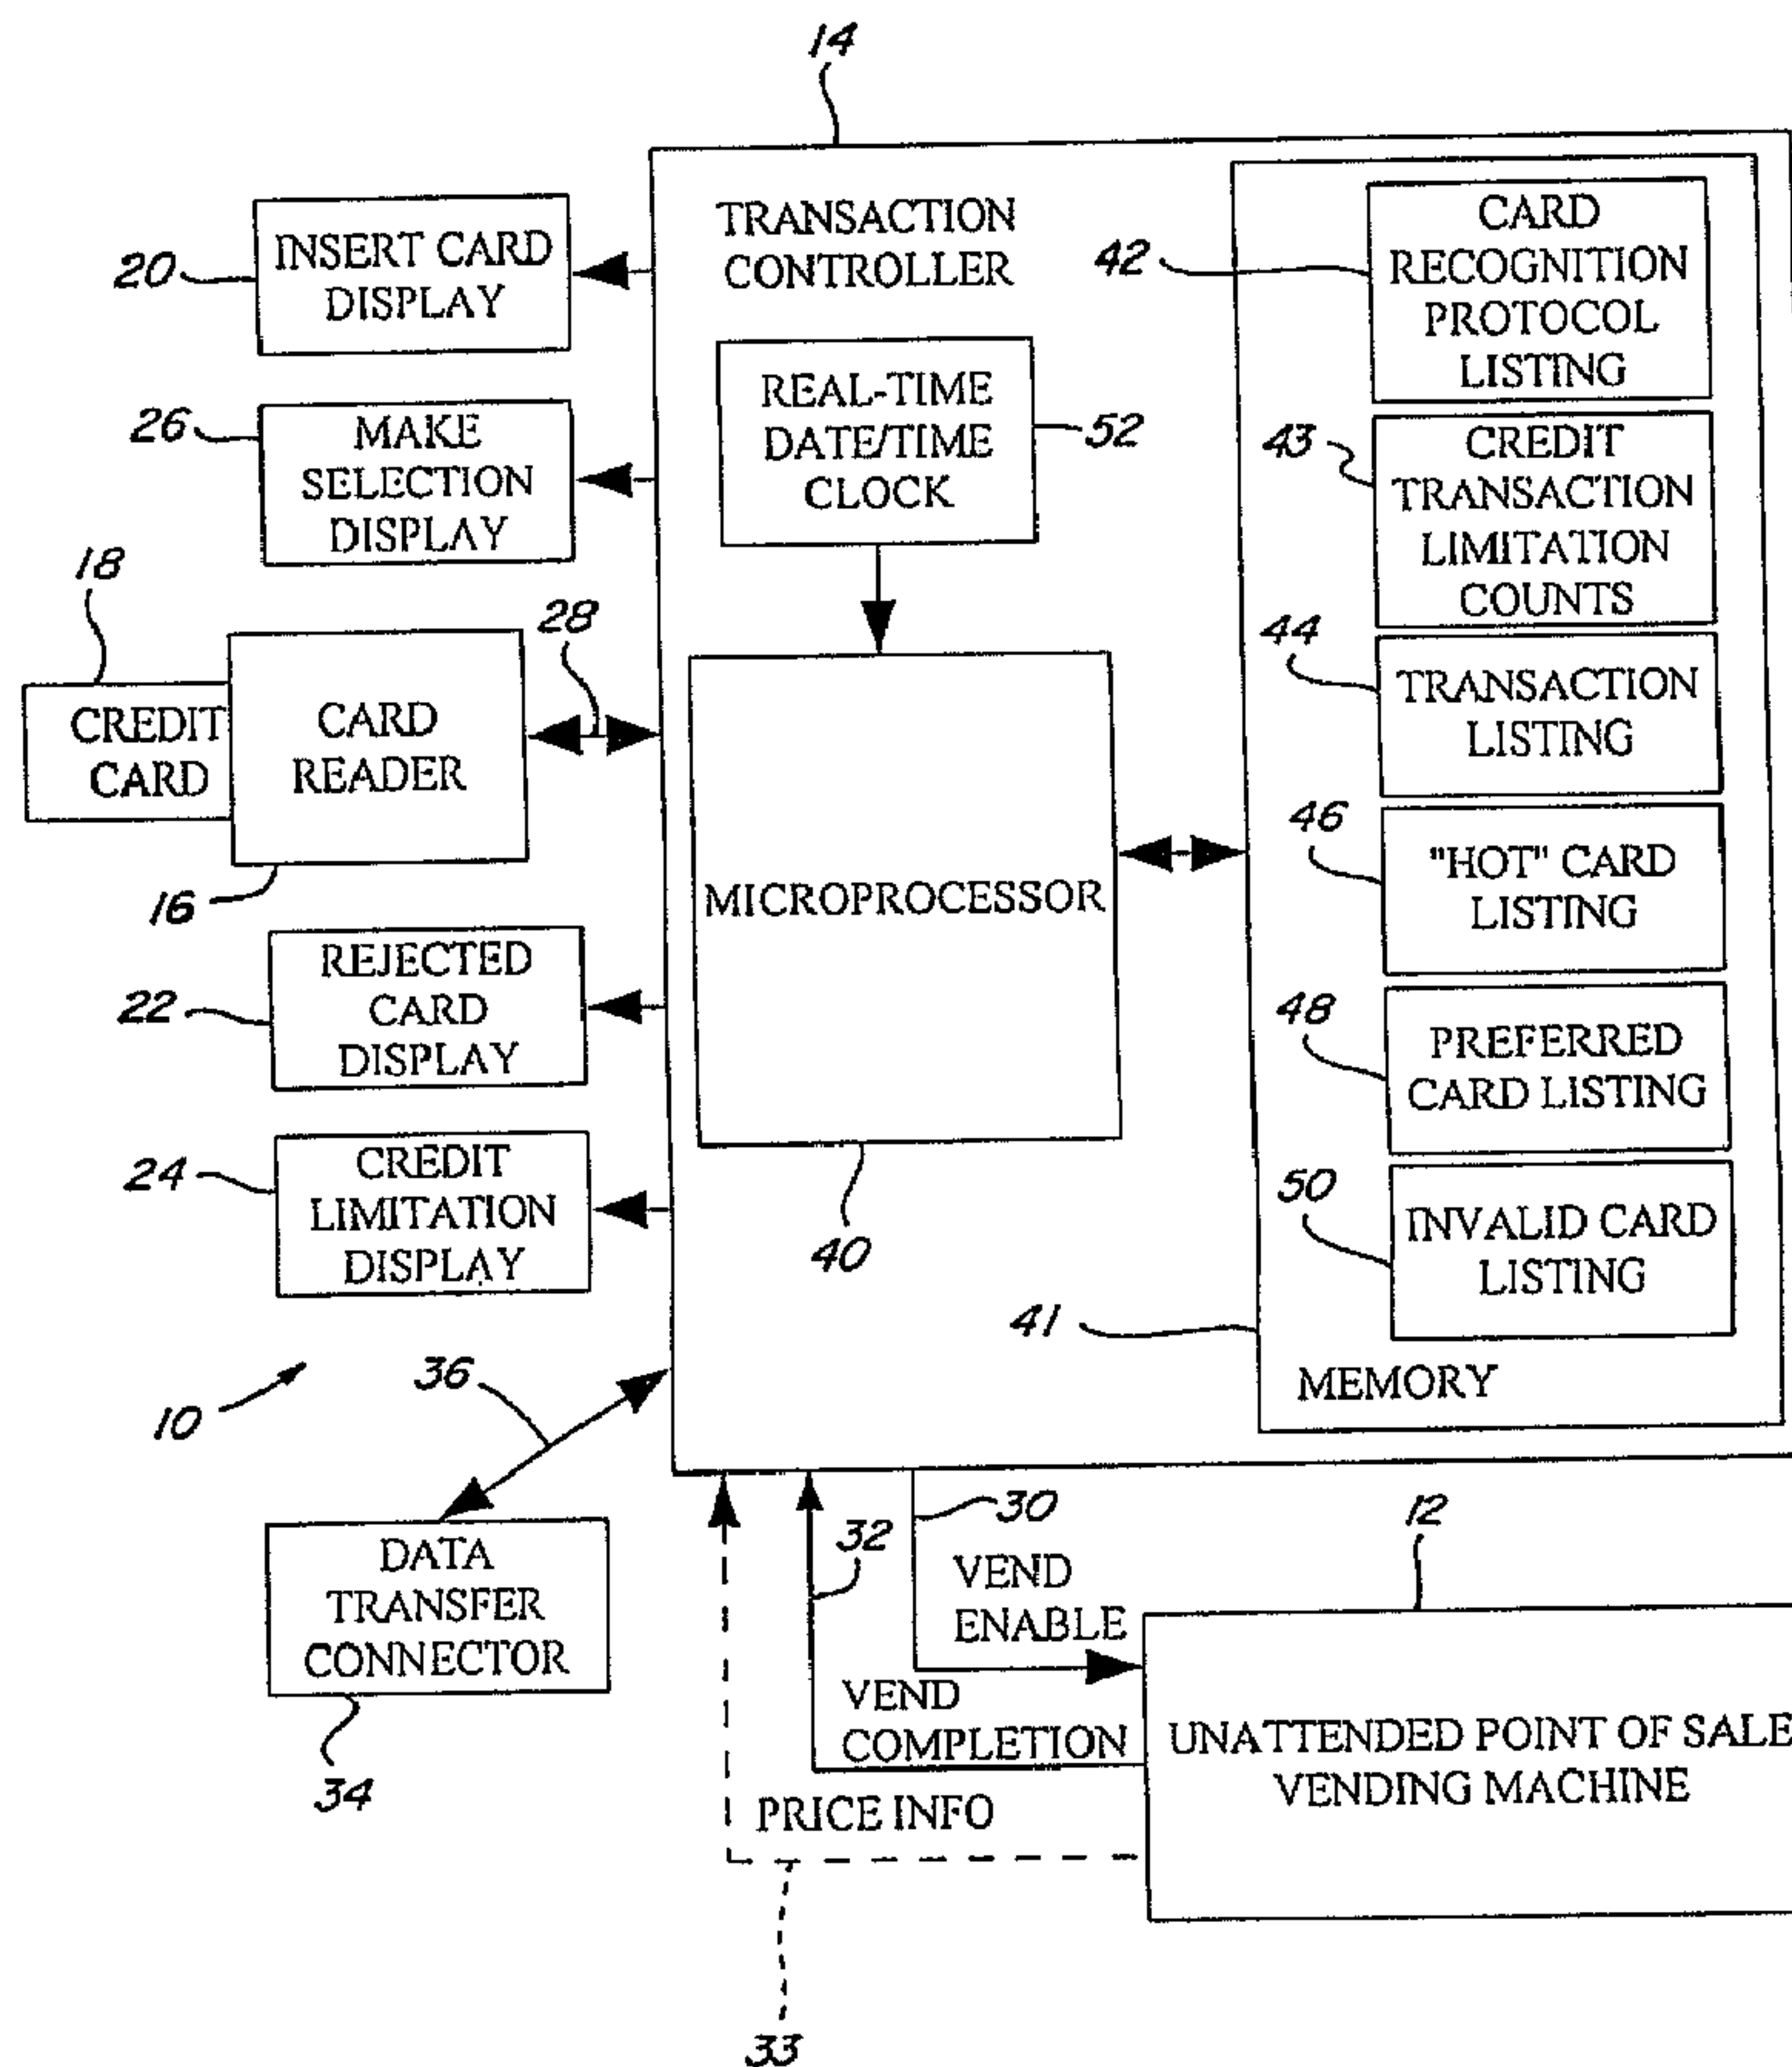 14
TRANSACTION
CONTROLLER
20
INSERT CARD
DISPLAY
26
MAKE
SELECTION
DISPLAY
18
CREDIT
CARD
CARD
READER
28
16
22
REJECTED
CARD
DISPLAY
24
CREDIT
LIMITATION
DISPLAY
10
36
DATA
TRANSFER
CONNECTOR
34
REAL-TIME
DATE/TIME
CLOCK
52
MICROPROCESSOR
40
42
CARD
RECOGNITION
PROTOCOL
LISTING
43
CREDIT
TRANSACTION
LIMITATION
COUNTS
44
TRANSACTION
LISTING
46
"HOT" CARD
LISTING
48
PREFERRED
CARD LISTING
50
INVALID CARD
LISTING
41
MEMORY
30
32
VEND
ENABLE
VEND
COMPLETION
PRICE INFO
33
12
UNATTENDED POINT OF SALE
VENDING MACHINE